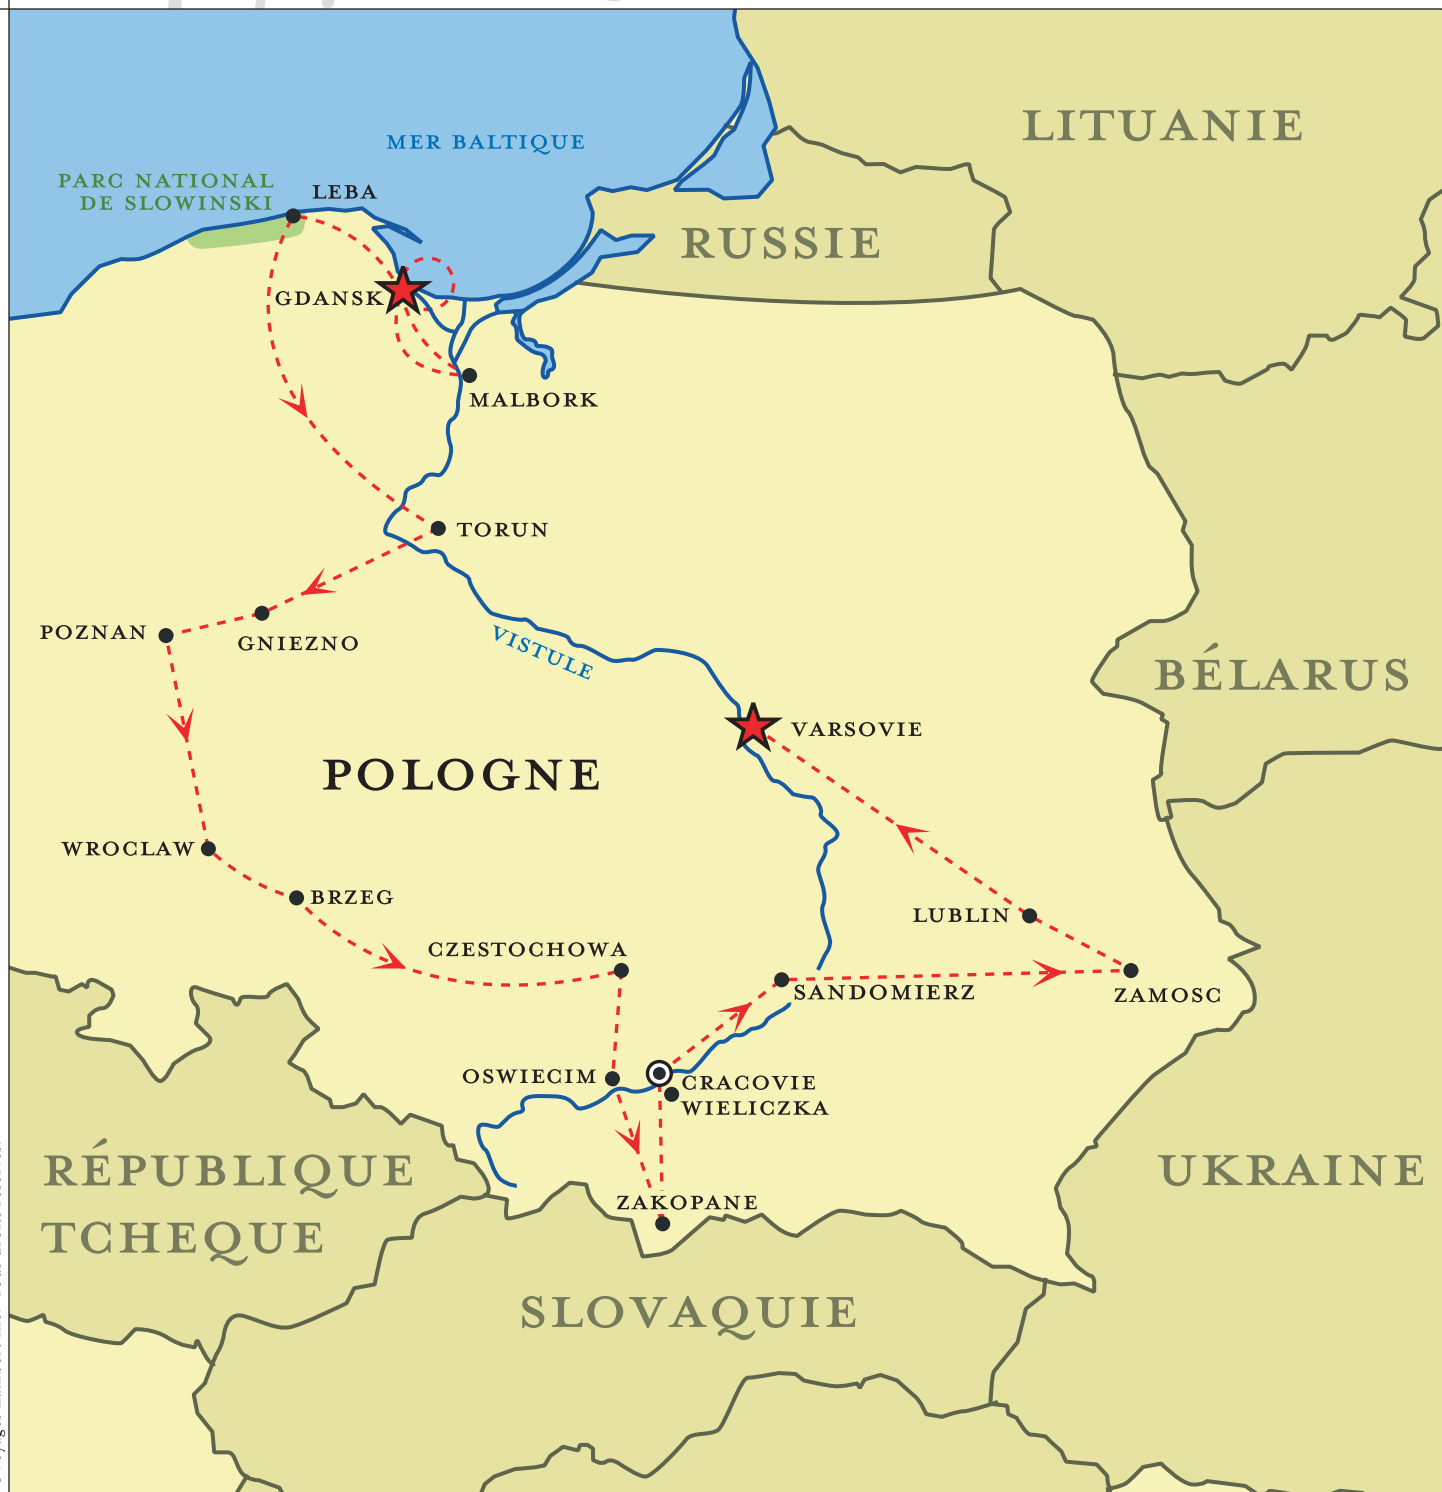 LITUANIE
MER BALTIQUE
PARC NATIONAL
DE SLOWINSKI
LEBA
RUSSIE
GDANSK
MALBORK
TORUN
POZNAN
GNIEZNO
VISTULE
BÉLARUS
VARSOVIE
POLOGNE
WROCLAW
BRZEG
LUBLIN
CZESTOCHOWA
SANDOMIERZ
ZAMOSC
OSWIECIM
CRACOVIE
WIELICZKA
RÉPUBLIQUE
TCHEQUE
UKRAINE
ZAKOPANE
SLOVAQUIE